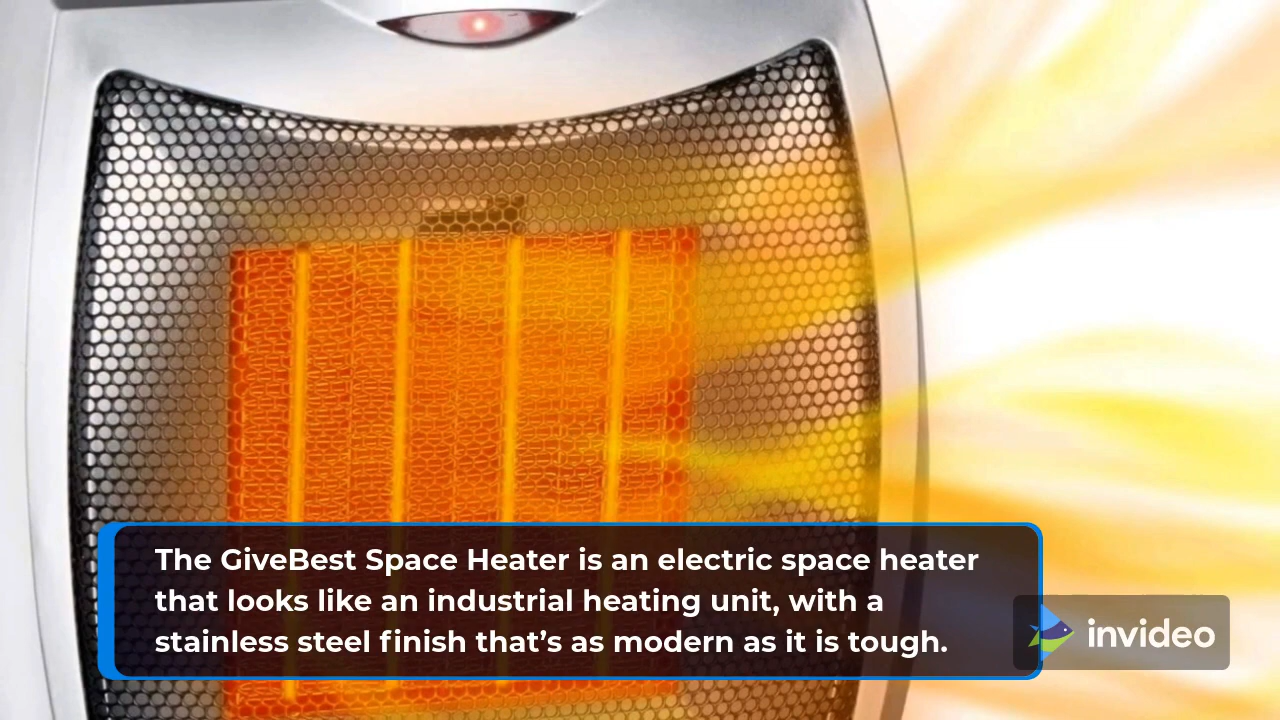 The GiveBest Space Heater is an electric space heater
that looks like an industrial heating unit, with a
stainless steel finish that’s as modern as it is tough.
invideo